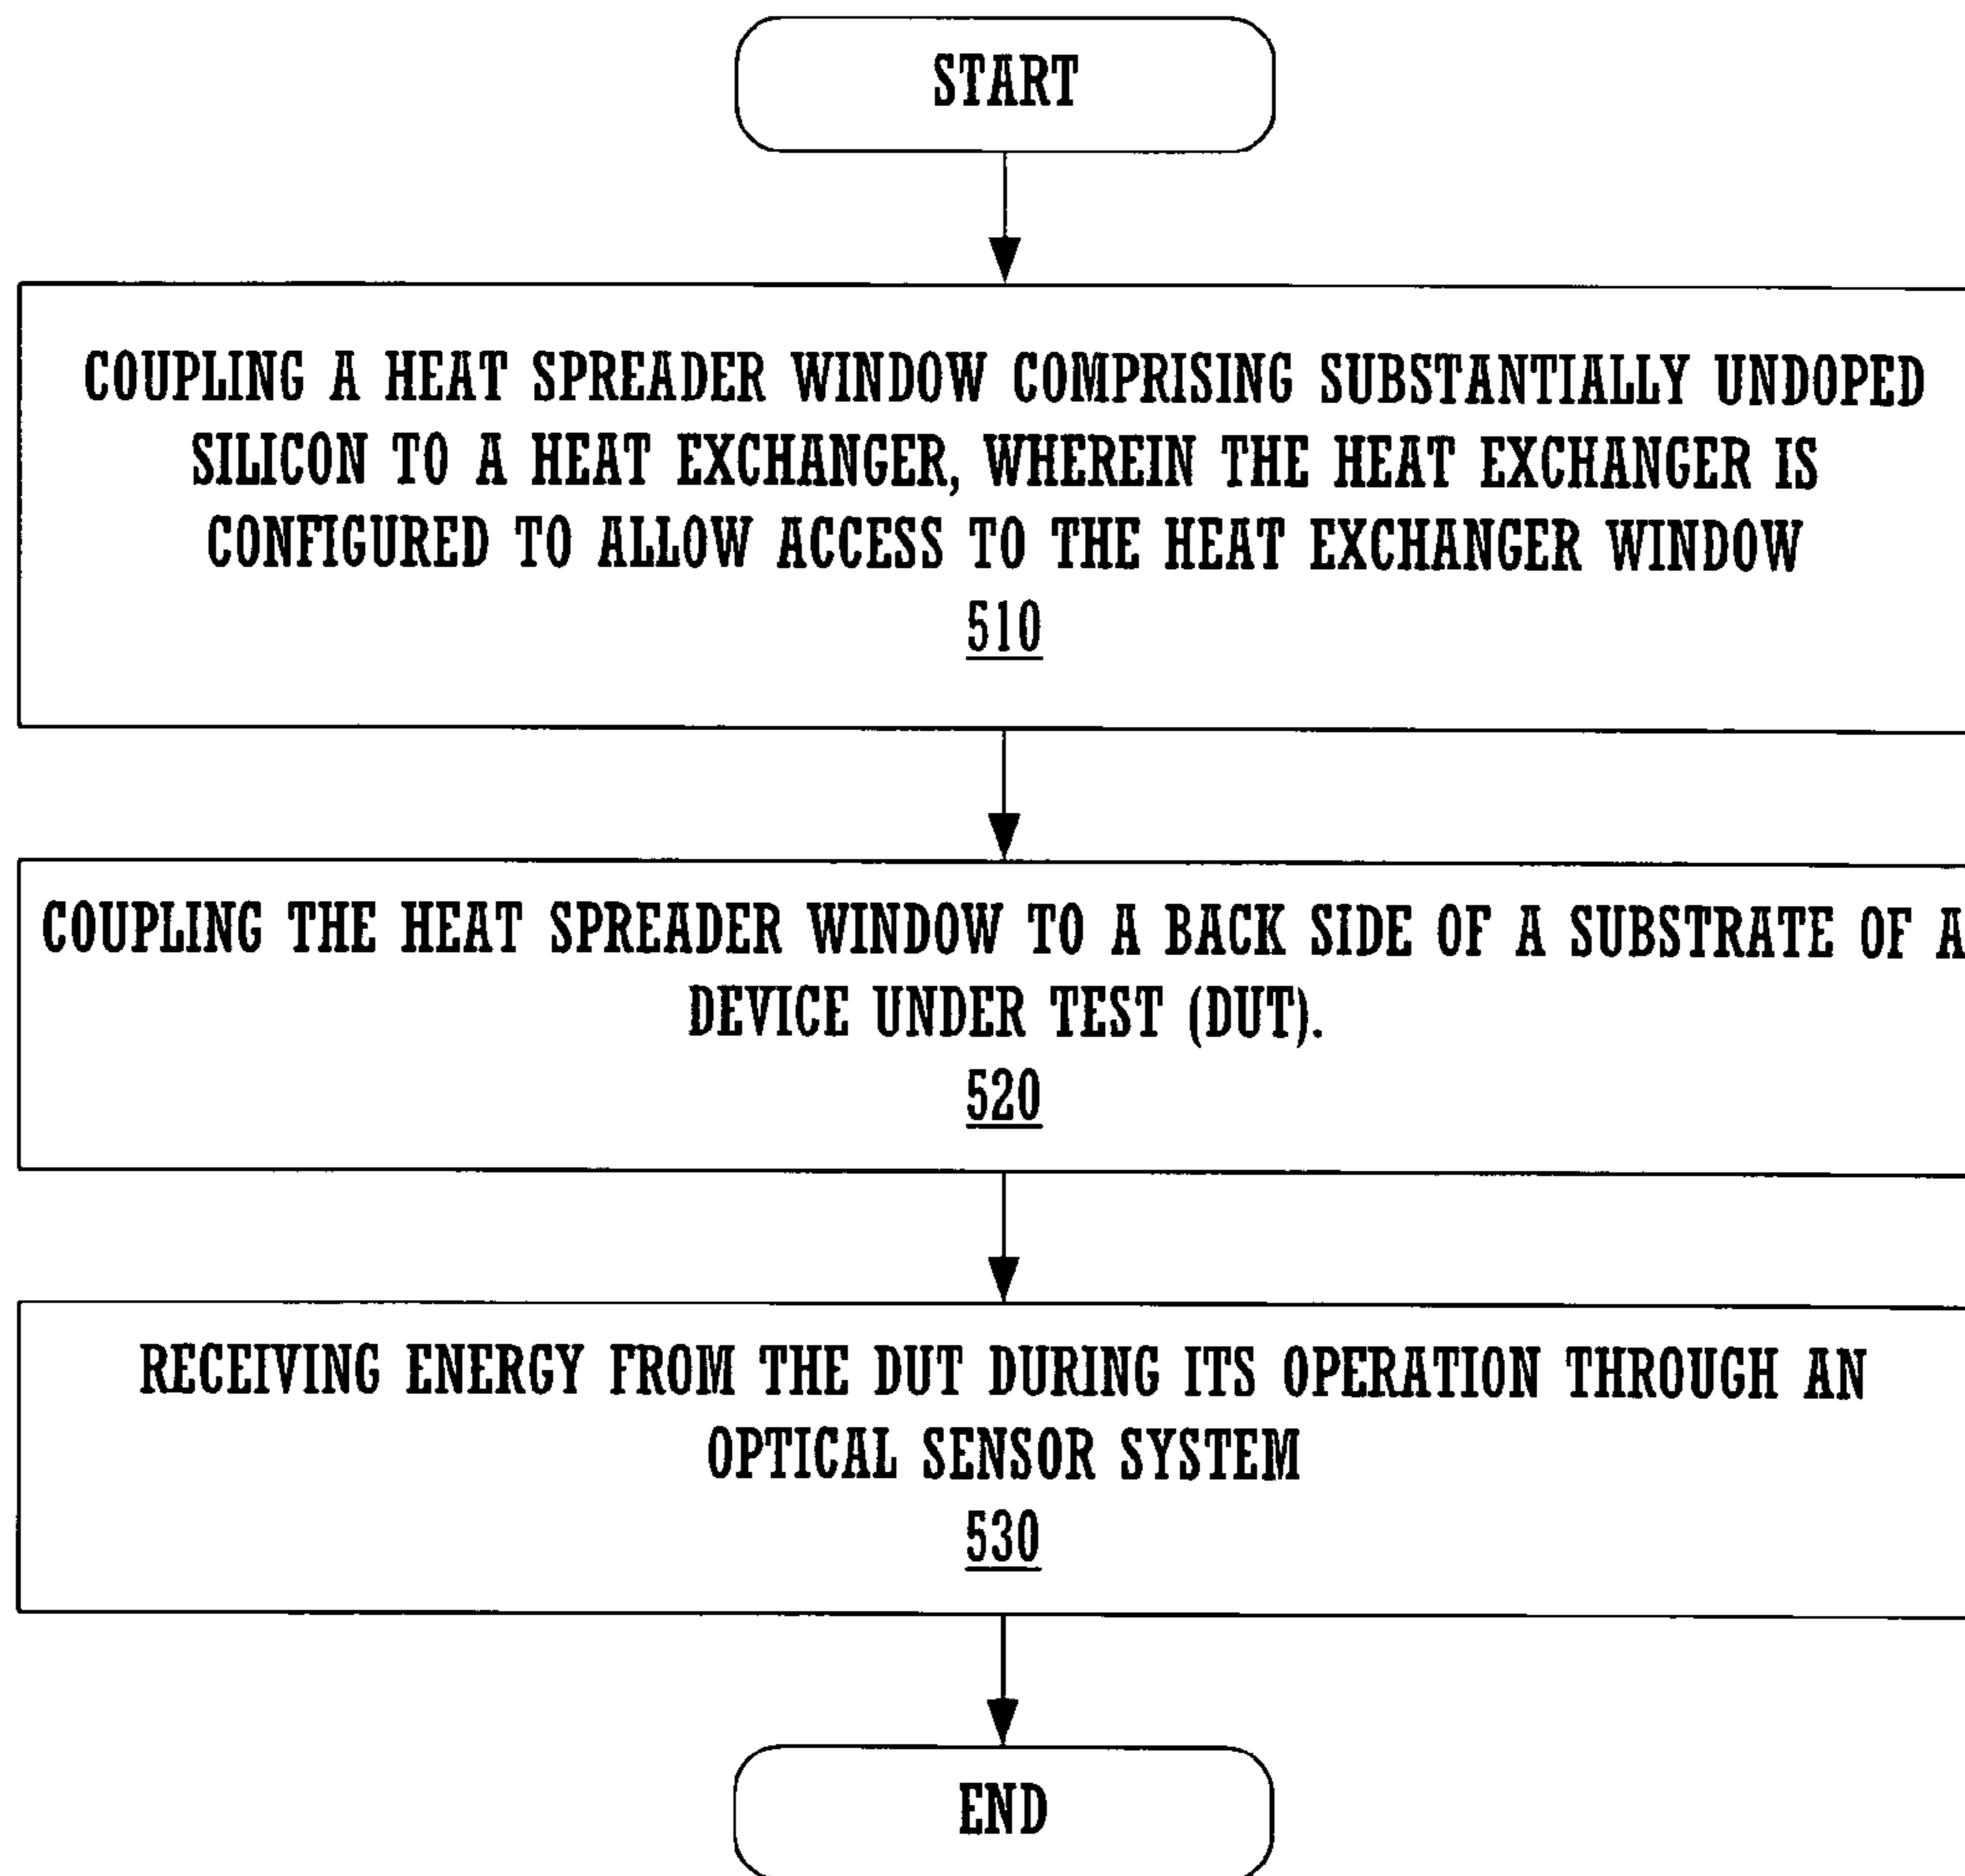 START
COUPLING A HEAT SPREADER WINDOW COMPRISING SUBSTANTIALLY UNDOPED
SILICON TO A HEAT EXCHANGER, WHEREIN THE HEAT EXCHANGER IS
CONFIGURED TO ALLOW ACCESS TO THE HEAT EXCHANGER WINDOW
510
COUPLING THE HEAT SPREADER WINDOW TO A BACK SIDE OF A SUBSTRATE OF A
DEVICE UNDER TEST (DUT).
520
RECEIVING ENERGY FROM THE DUT DURING ITS OPERATION THROUGH AN
OPTICAL SENSOR SYSTEM
530
END